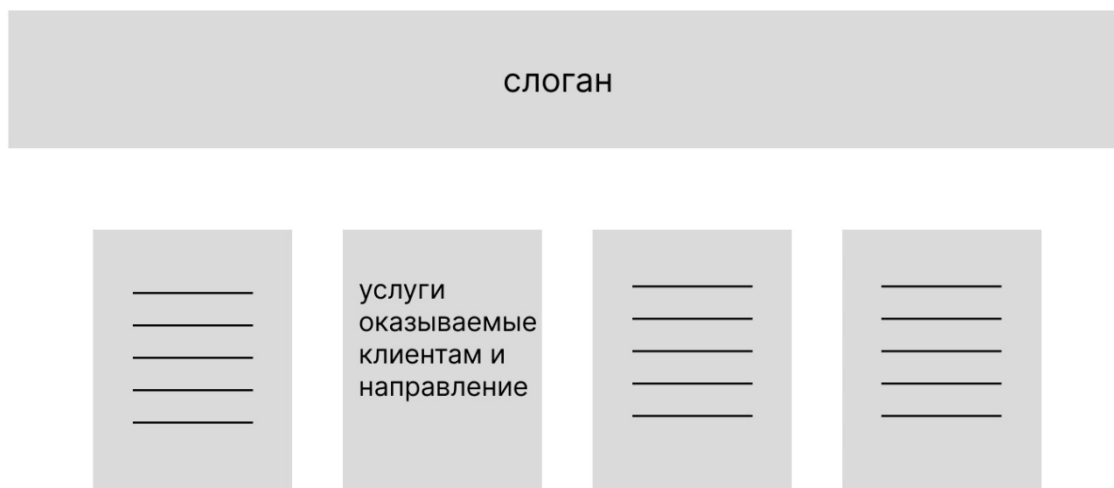 слоган
услуги
оказываемые
клиентам и
направление